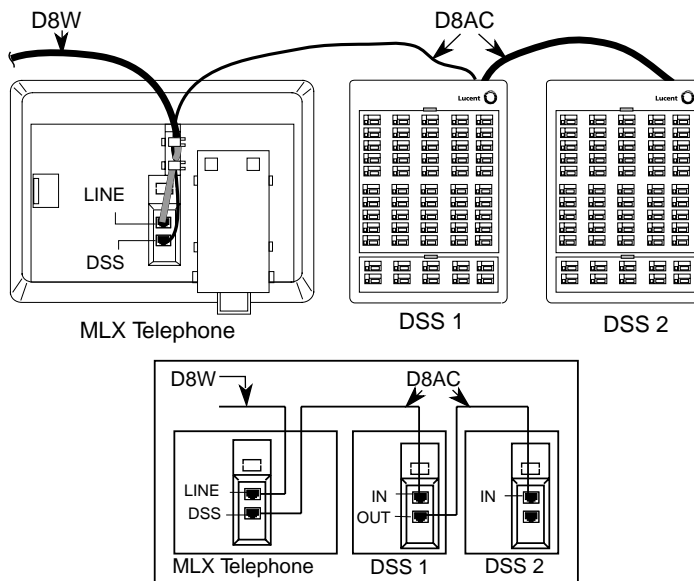 D8W
D8AC
Lucent
Lucent
LINE
DSS
MLX Telephone
DSS 1
DSS 2
D8W
D8AC
LINE
DSS
IN
OUT
IN
MLX Telephone
DSS 1
DSS 2